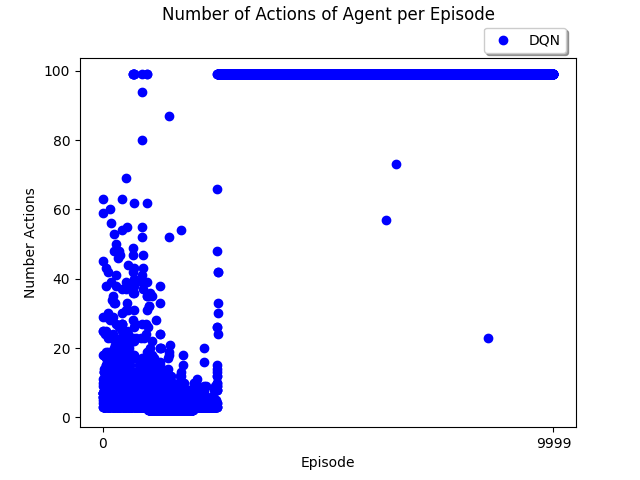 Number of Actions of Agent per Episode
DQN
100
80
60
40
20
0
Number Actions
0 9999
Episode